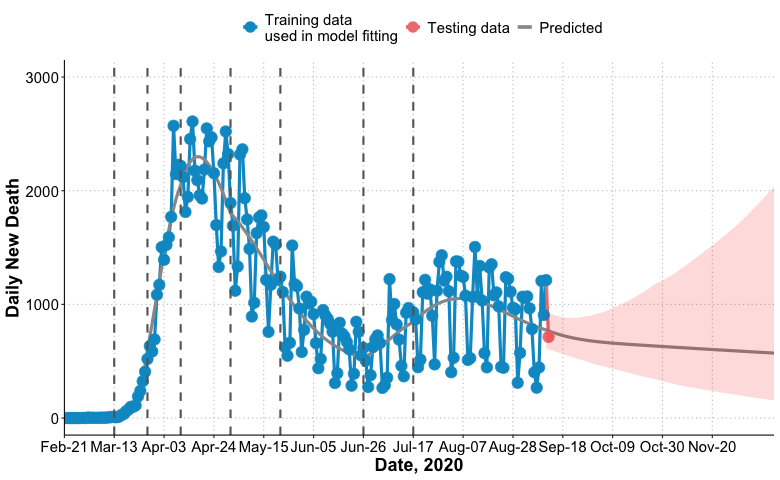 Training data
used in model fitting
Testing data
Predicted
Daily New Death
3000
2000
1000
0
Feb-21 Mar-13 Apr-03 Apr-24 May-15 Jun-05 Jun-26 Jul-17 Aug-07 Aug-28 Sep-18 Oct-09 Oct-30 Nov-20
Date, 2020